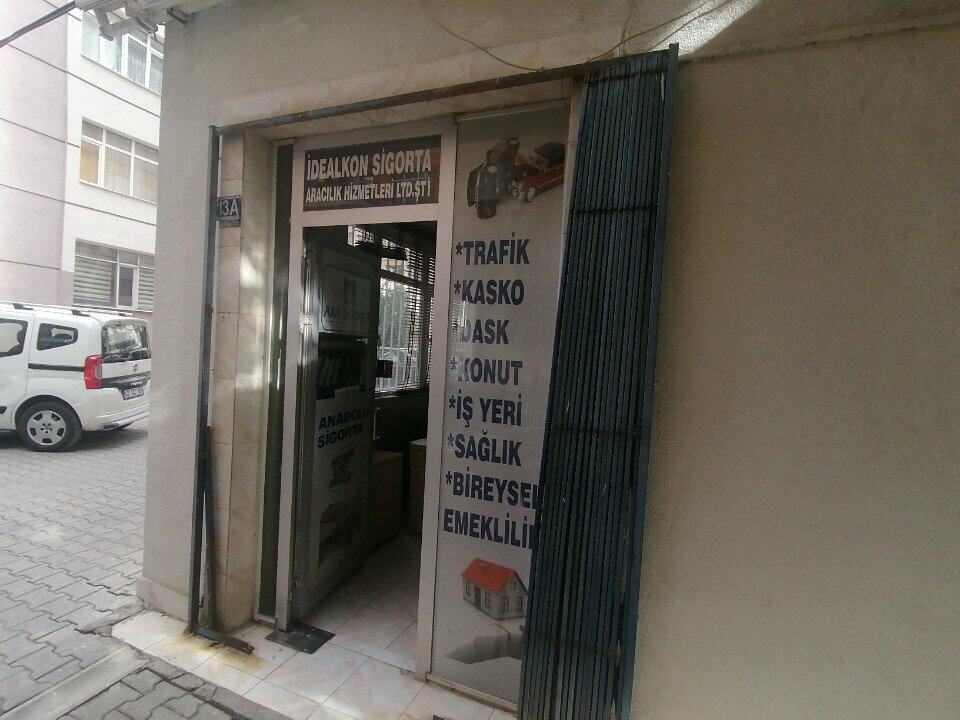 İDEALKON SİGORTA
ARACILIK HİZMETLERİ LTD.ŞTİ
13A
*TRAFİK
*KASKO
*DASK
*KONUT
*İŞ YERİ
*SAĞLIK
*BİREYSEL
EMEKLİLİK
ANADOLU
SİGORTA